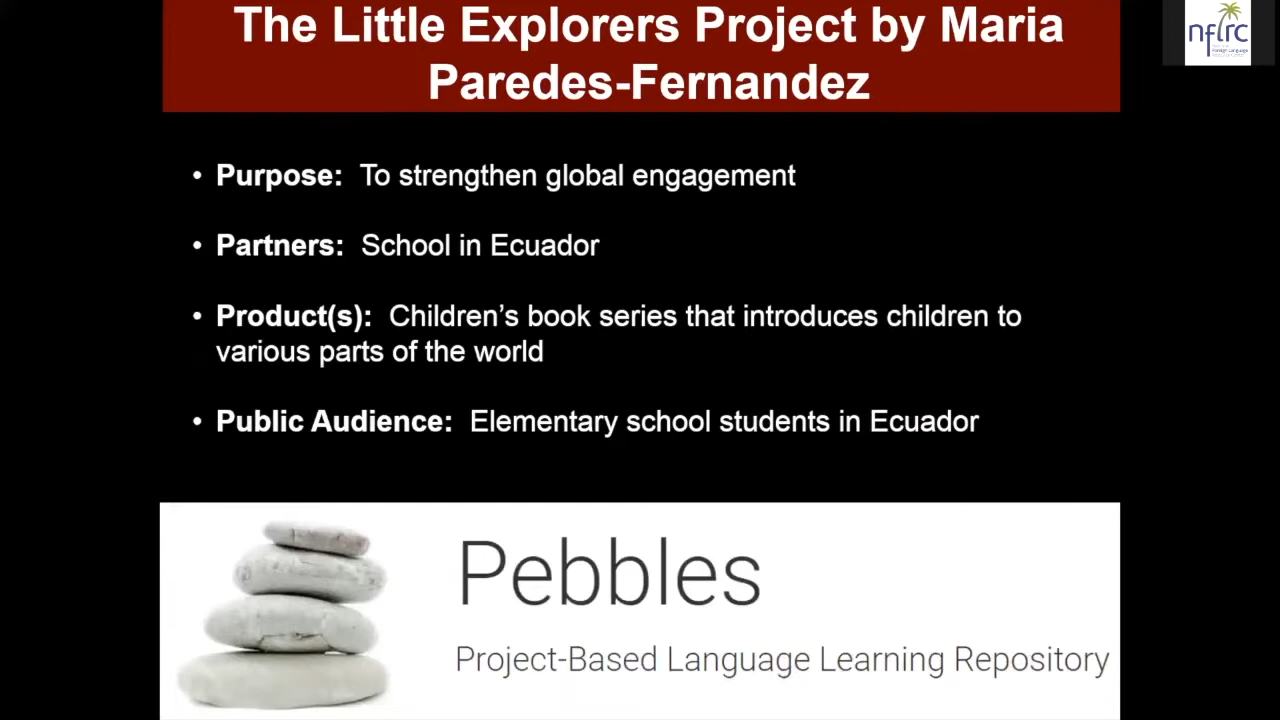 The Little Explorers Project by Maria
Paredes-Fernandez
nflrc
• Purpose: To strengthen global engagement
• Partners: School in Ecuador
• Product(s): Children’s book series that introduces children to
various parts of the world
• Public Audience: Elementary school students in Ecuador
Pebbles
Project-Based Language Learning Repository